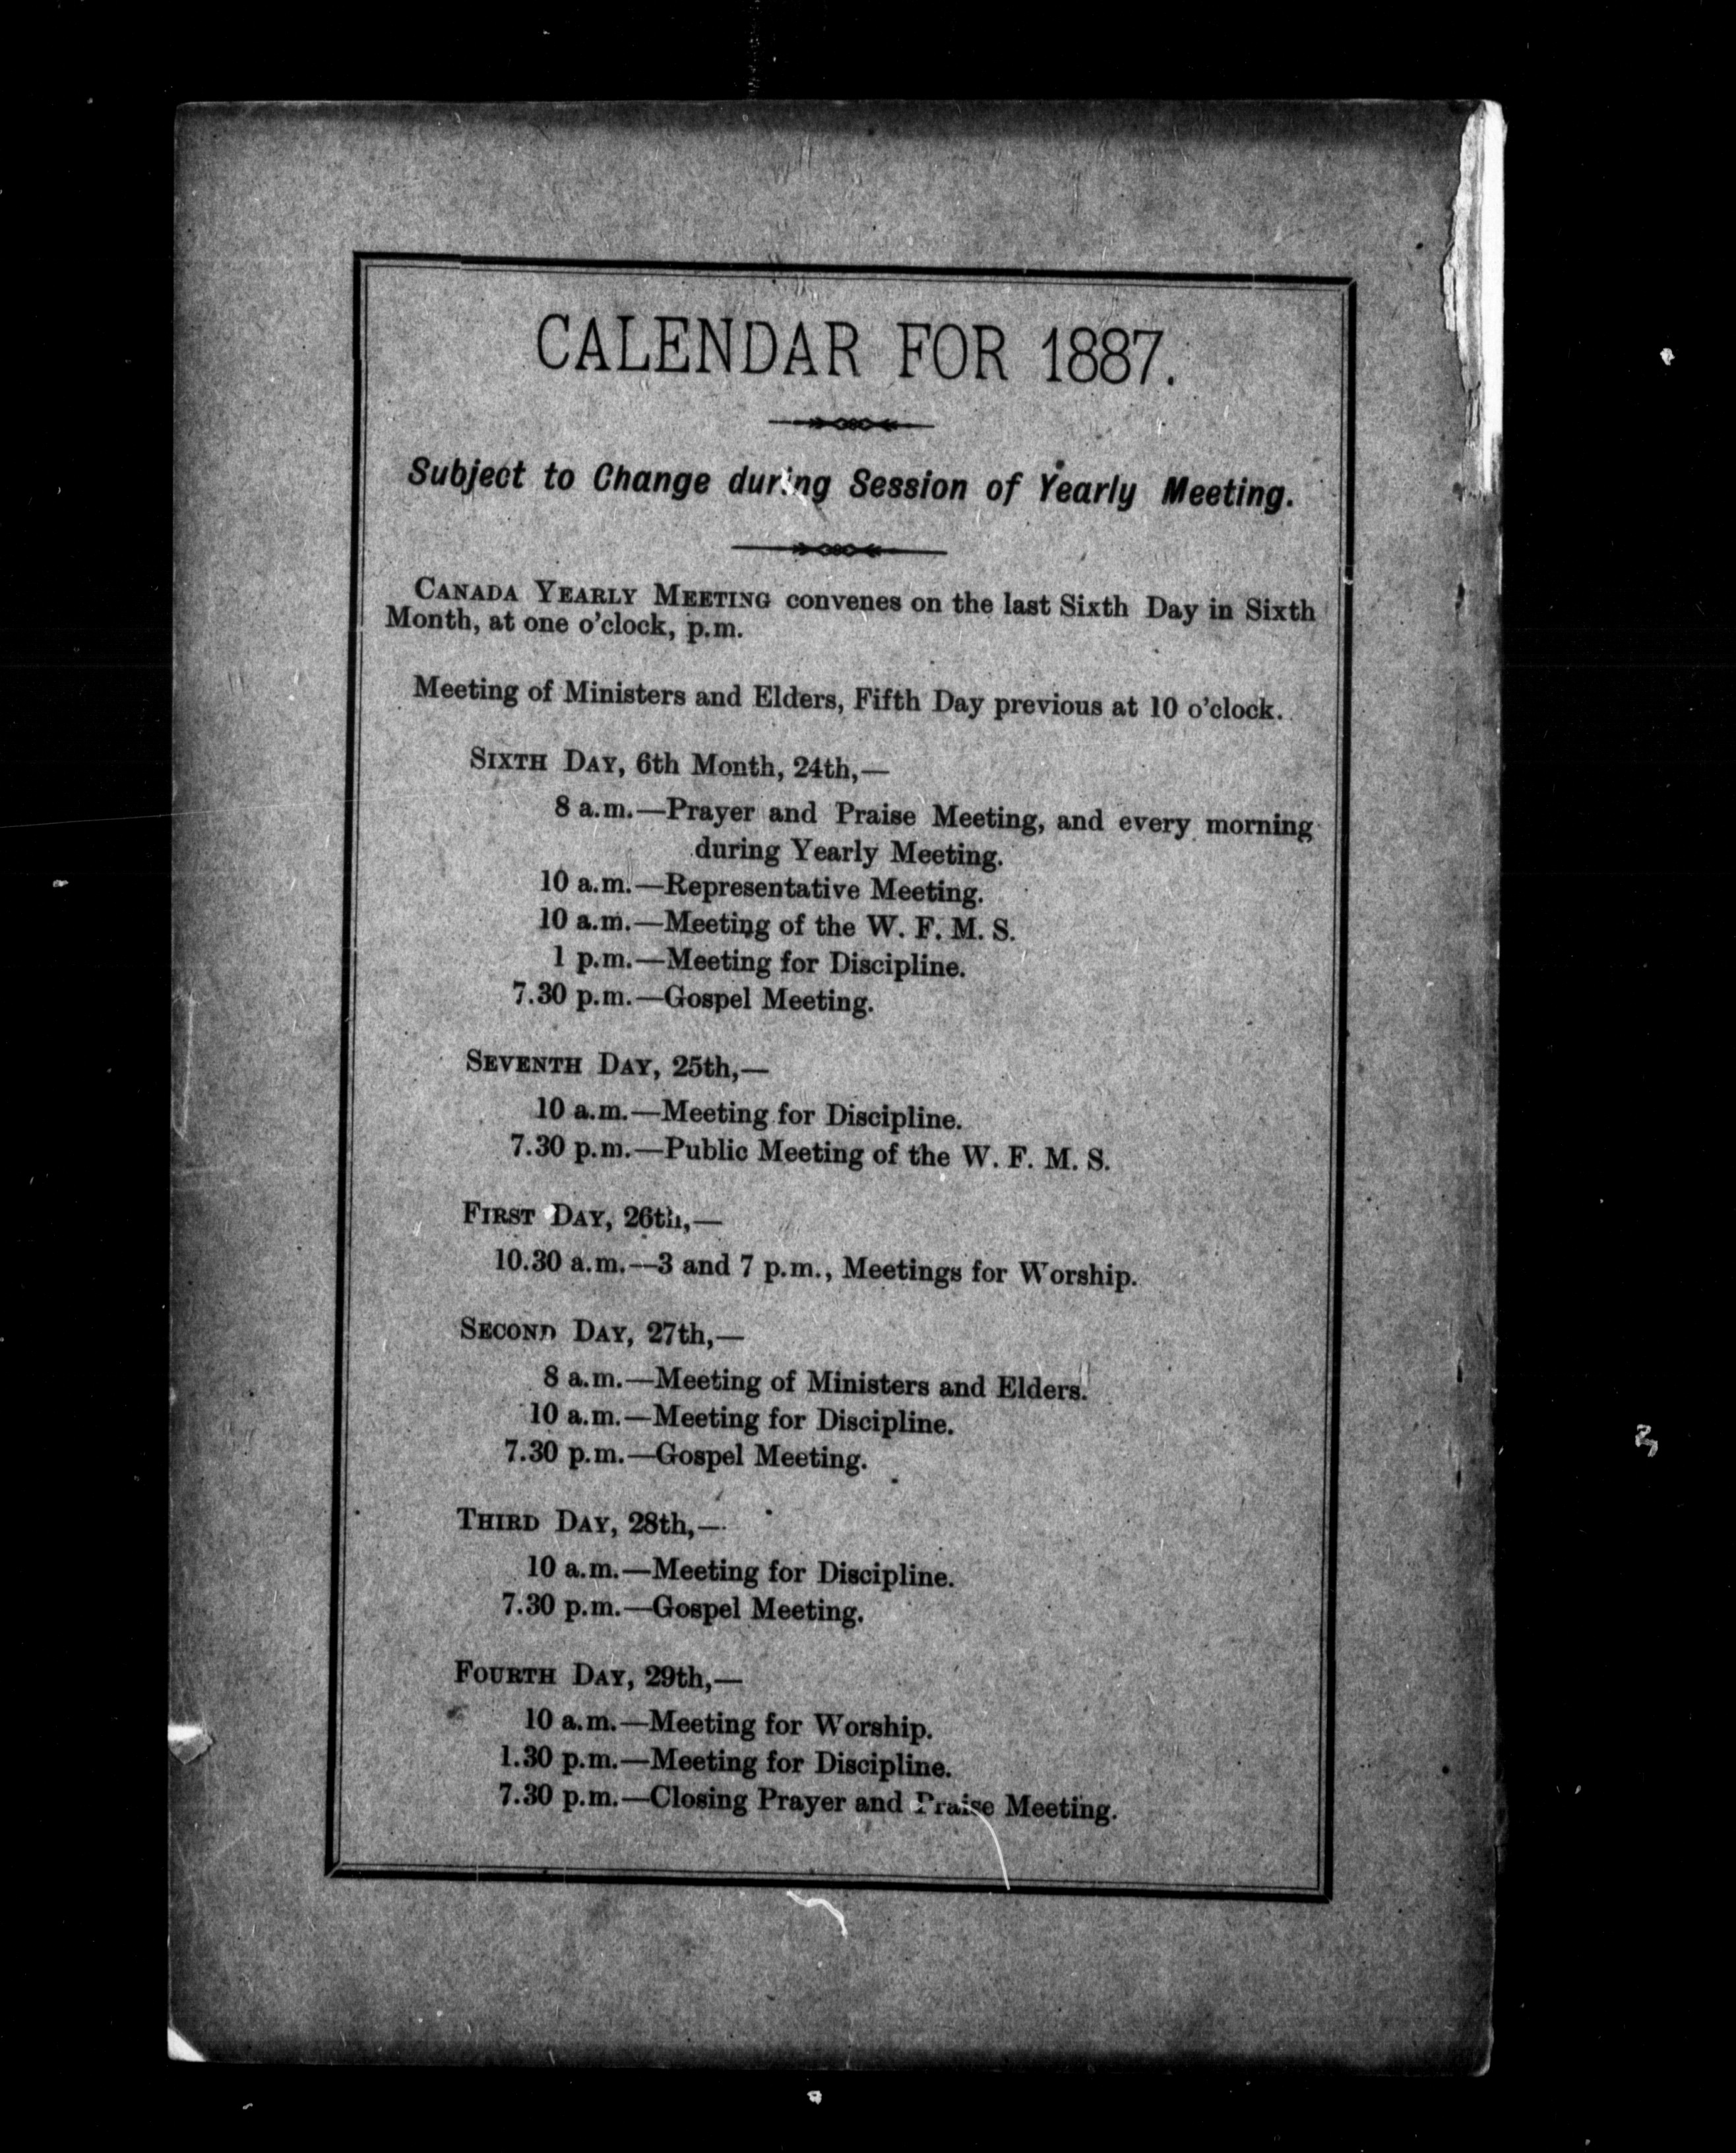 CALENDAR FOR 1887.
Subject to Change during Session of Yearly Meeting.
CANADA YEARLY MEETING convenes on the last Sixth Day in Sixth
Month, at one o'clock, p.m.
Meeting of Ministers and Elders, Fifth Day previous at 10 o'clock.
SIXTH DAY, 6th Month, 24th,—
8 a.m.—Prayer and Praise Meeting, and every morning
during Yearly Meeting.
10 a.m.—Representative Meeting.
10 a.m.—Meeting of the W. F. M. S.
1 p.m.—Meeting for Discipline.
7.30 p.m.—Gospel Meeting.
SEVENTH DAY, 25th,—
10 a.m.—Meeting for Discipline.
7.30 p.m.—Public Meeting of the W. F. M. S.
FIRST DAY, 26th,—
10.30 a.m.—3 and 7 p.m., Meetings for Worship.
SECOND DAY, 27th,—
8 a.m.—Meeting of Ministers and Elders.
10 a.m.—Meeting for Discipline.
7.30 p.m.—Gospel Meeting.
THIRD DAY, 28th,—
10 a.m.—Meeting for Discipline.
7.30 p.m.—Gospel Meeting.
FOURTH DAY, 29th,—
10 a.m.—Meeting for Worship.
1.30 p.m.—Meeting for Discipline.
7.30 p.m.—Closing Prayer and Praise Meeting.